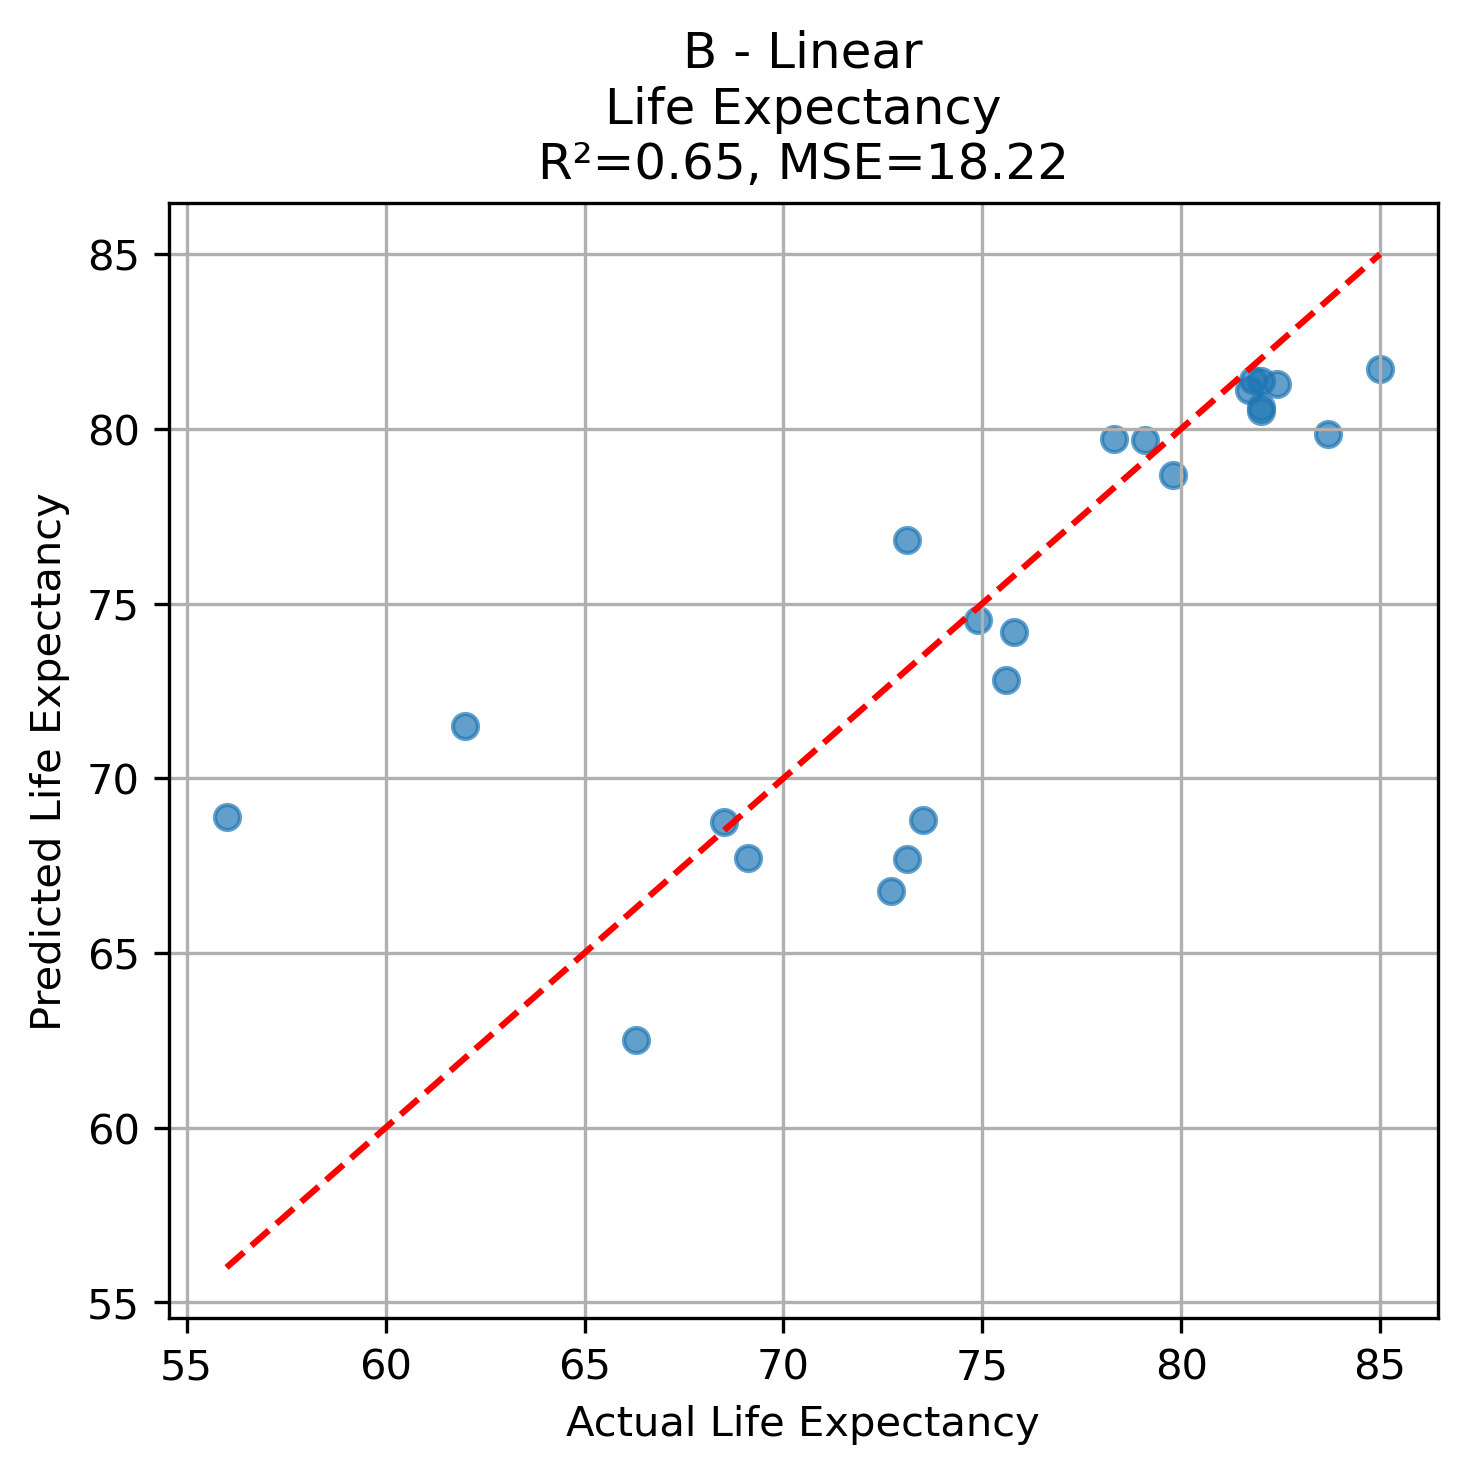 B - Linear
Life Expectancy
R²=0.65, MSE=18.22
85
80
75
70
65
60
55
Predicted Life Expectancy
55 60 65 70 75 80 85
Actual Life Expectancy